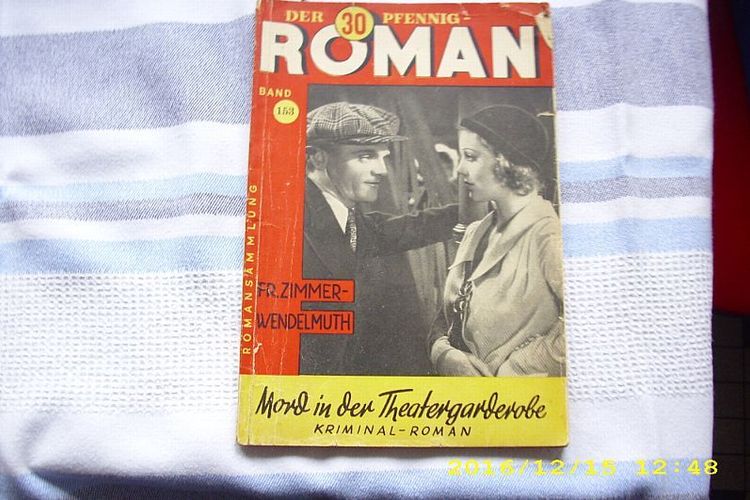 DER 30 PFENNIG-
ROMAN
BAND
153
ROMANSAMMLUNG
FR. ZIMMER-
WENDELMUTH
Mord in der Theatergarderobe
KRIMINAL-ROMAN
2016/12/15 12:48